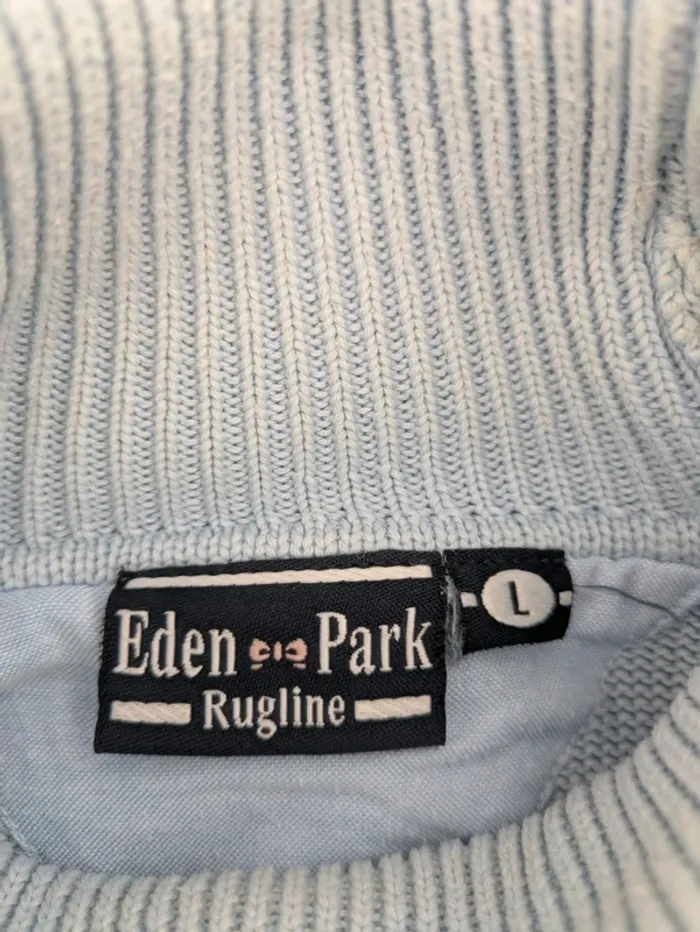 Eden Park
Rugline
L